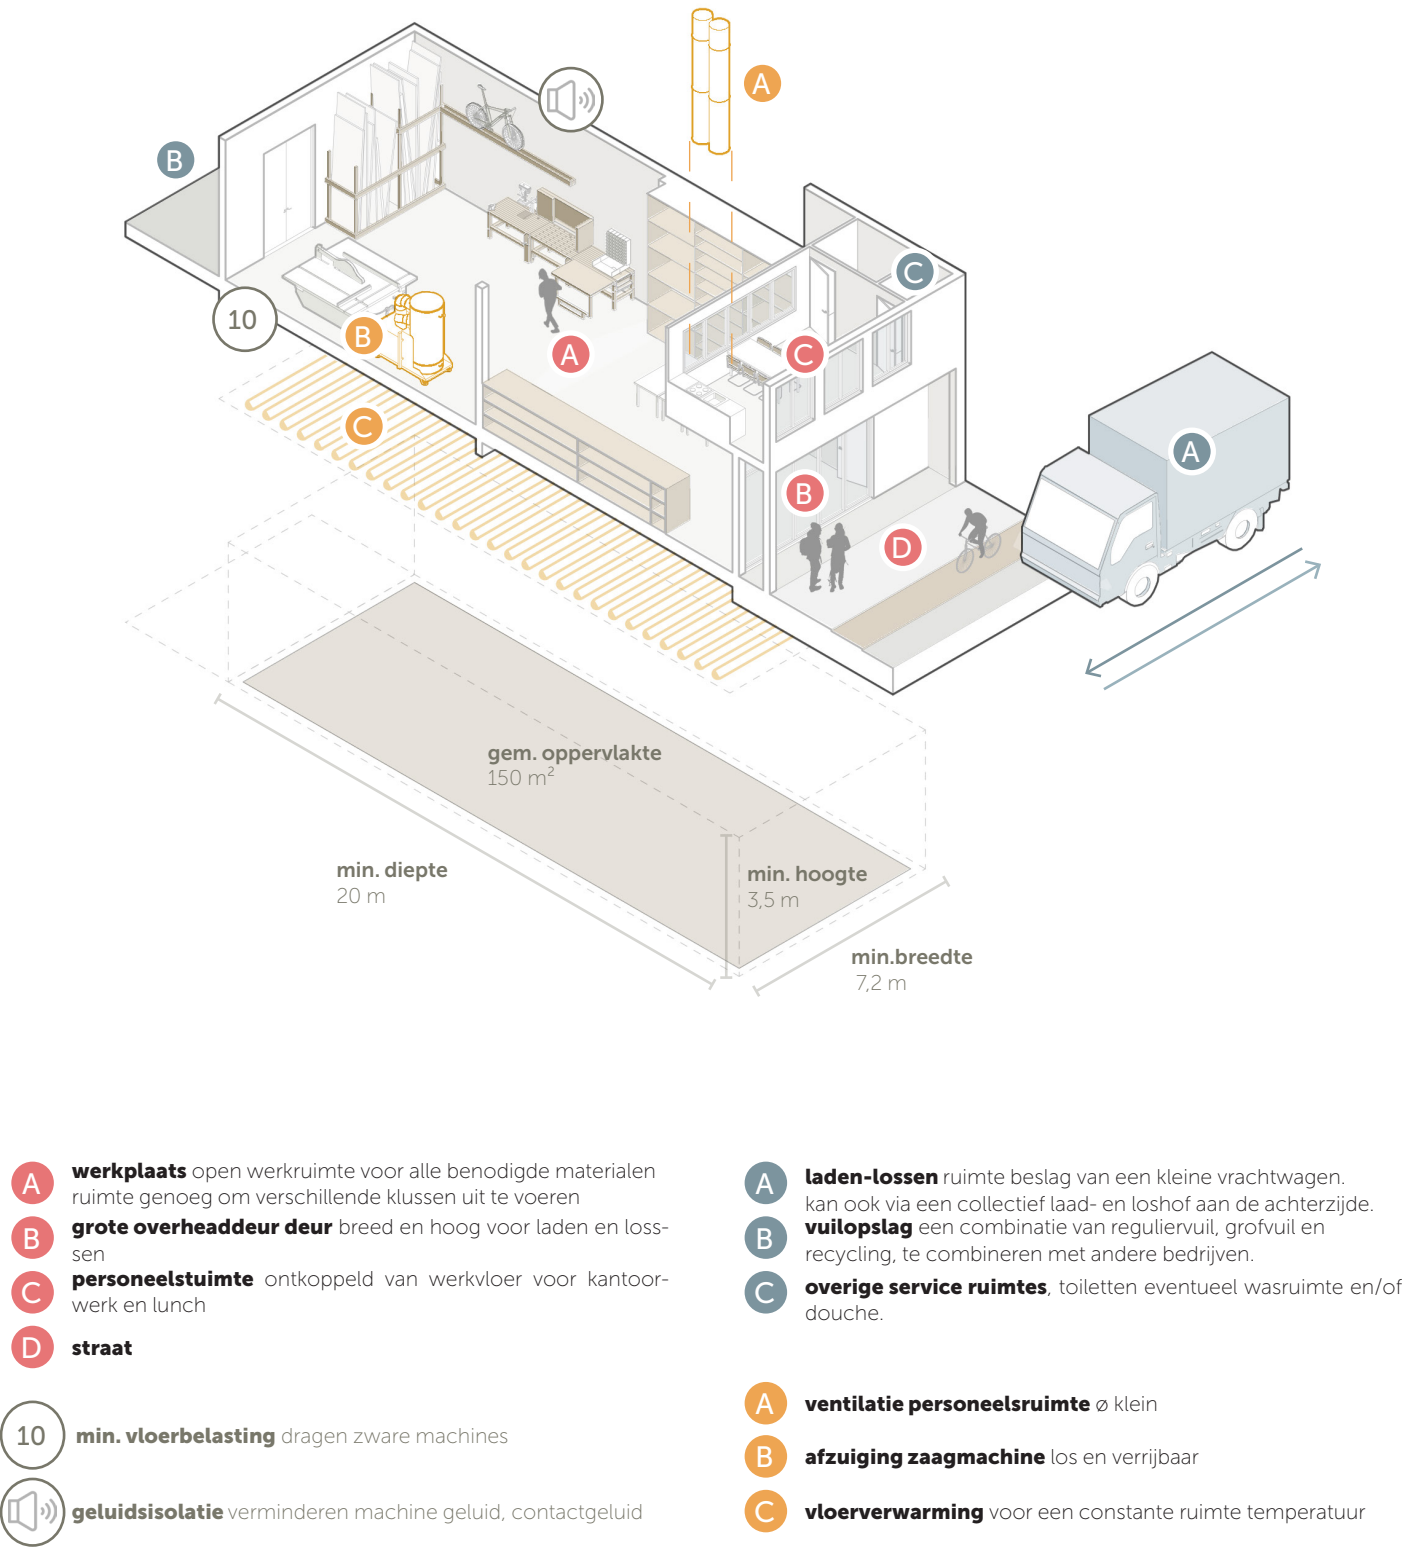 A
B
C
10
B
A
C
C
A
B
D
gem. oppervlakte
150 m²
min. diepte
20 m
min. hoogte
3,5 m
min.breedte
7,2 m
A werkplaats open werkruimte voor alle benodigde materialen
ruimte genoeg om verschillende klussen uit te voeren
B grote overheaddeur deur breed en hoog voor laden en loss-
sen
C personeelstuimte ontkoppeld van werkvloer voor kantoor-
werk en lunch
D straat
10 min. vloerbelasting dragen zware machines
geluidsisolatie verminderen machine geluid, contactgeluid
A laden-lossen ruimte beslag van een kleine vrachtwagen.
kan ook via een collectief laad- en loshof aan de achterzijde.
B vuilopslag een combinatie van reguliervuil, grofvuil en
recycling, te combineren met andere bedrijven.
C overige service ruimtes, toiletten eventueel wasruimte en/of
douche.
A ventilatie personeelsruimte ø klein
B afzuiging zaagmachine los en verrijbaar
C vloerverwarming voor een constante ruimte temperatuur